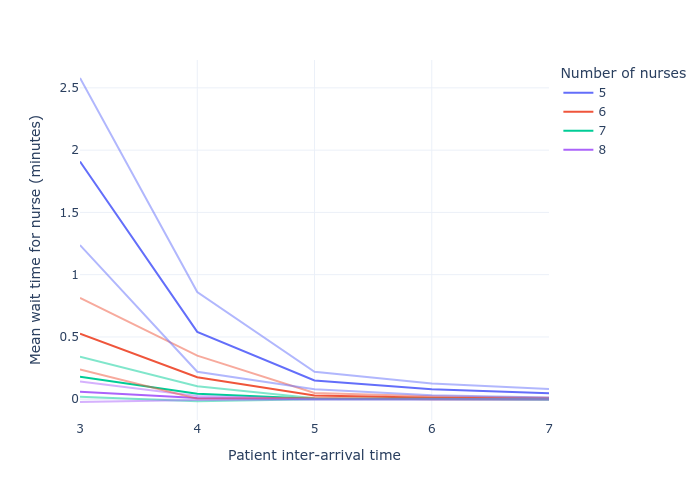 Number of nurses
5
6
7
8
Mean wait time for nurse (minutes)
2.5
2
1.5
1
0.5
0
3 4 5 6 7
Patient inter-arrival time